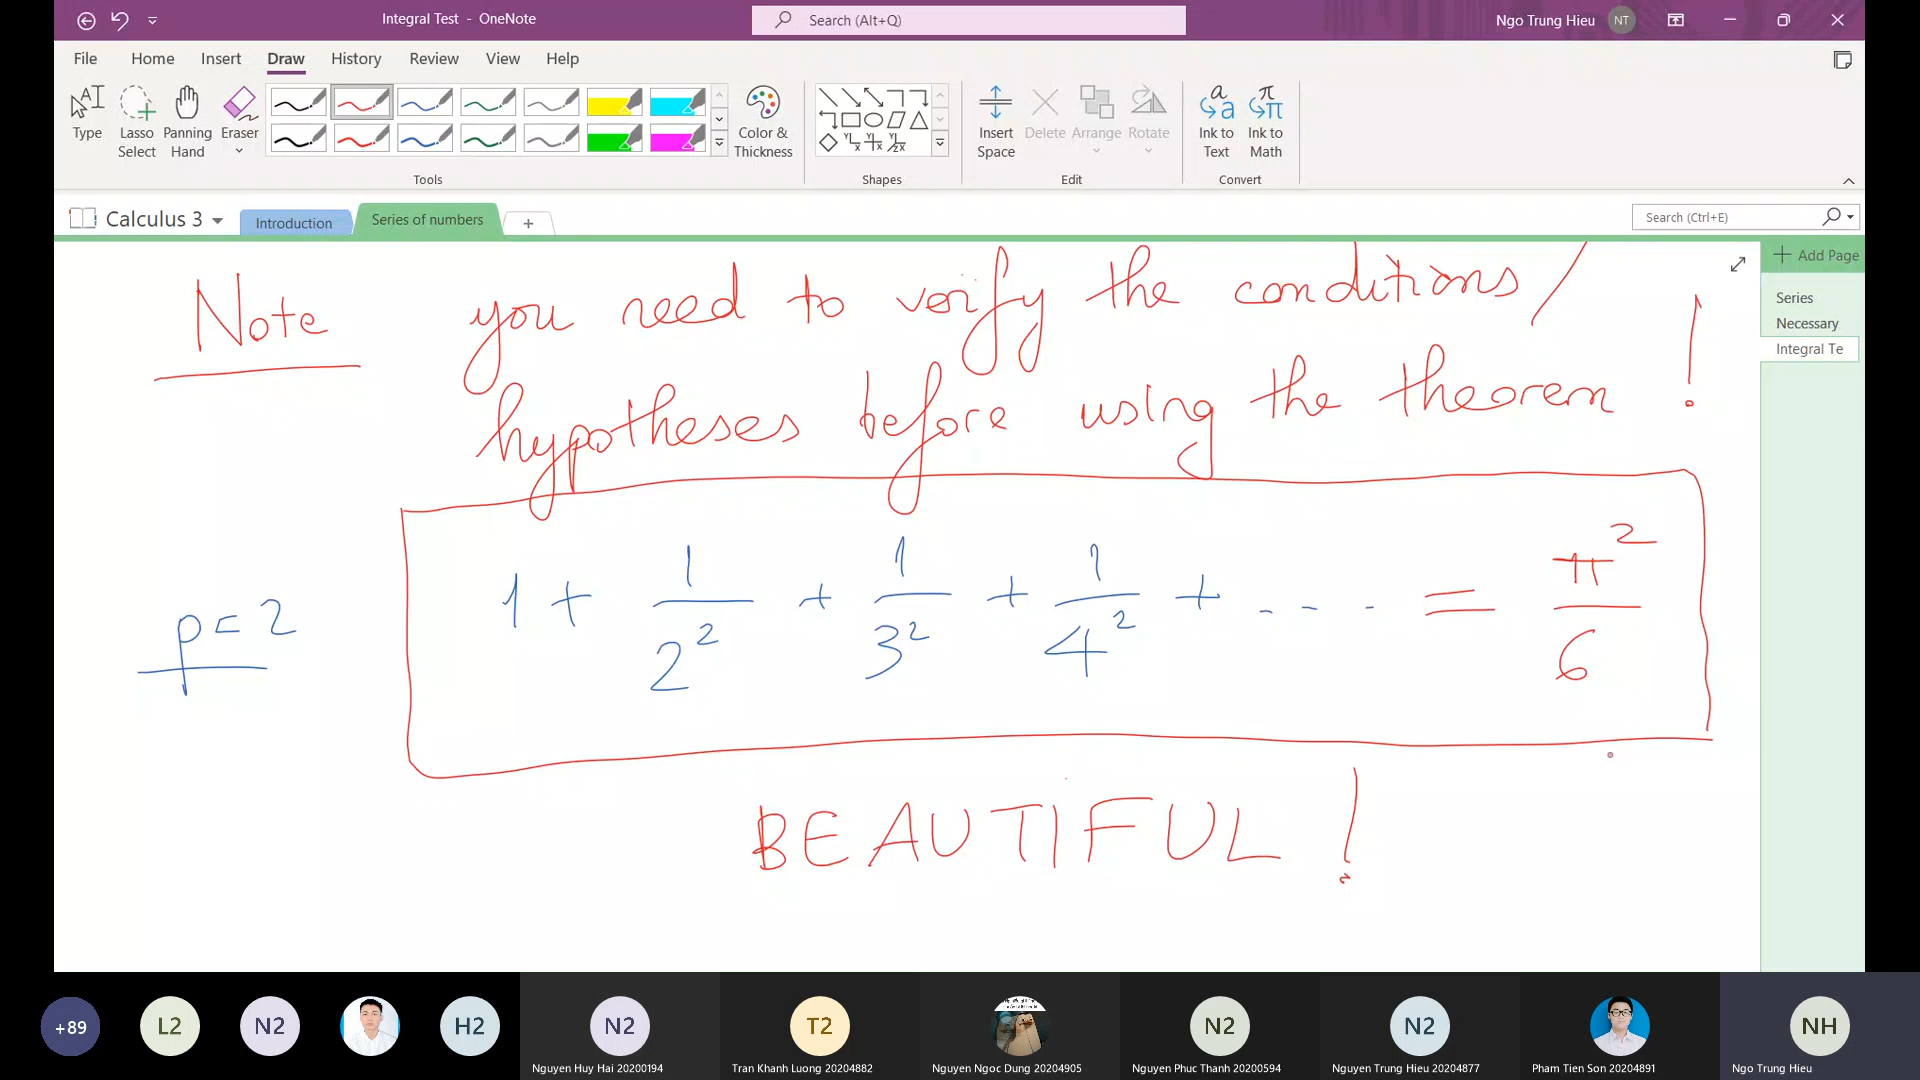 Integral Test - OneNote
Search (Alt+Q)
Ngo Trung Hieu NT
File Home Insert Draw History Review View Help
Type
Lasso Select
Panning Hand
Eraser
Color & Thickness
Insert Space
Delete
Arrange
Rotate
Ink to Text
Ink to Math
Tools
Shapes
Edit
Convert
Calculus 3
Introduction
Series of numbers
Search (Ctrl+E)
Add Page
Series
Necessary
Integral Te
Note you need to verify the conditions /
hypotheses before using the theorem !
p = 2
1 + 1/2² + 1/3² + 1/4² + - - - = π²/6
BEAUTIFUL !
+89 L2 N2 H2 N2 T2 N2 N2 NH
Nguyen Huy Hai 20200194
Tran Khanh Luong 20204882
Nguyen Ngoc Dung 20204905
Nguyen Phuc Thanh 20200594
Nguyen Trung Hieu 20204877
Pham Tien Son 20204891
Ngo Trung Hieu